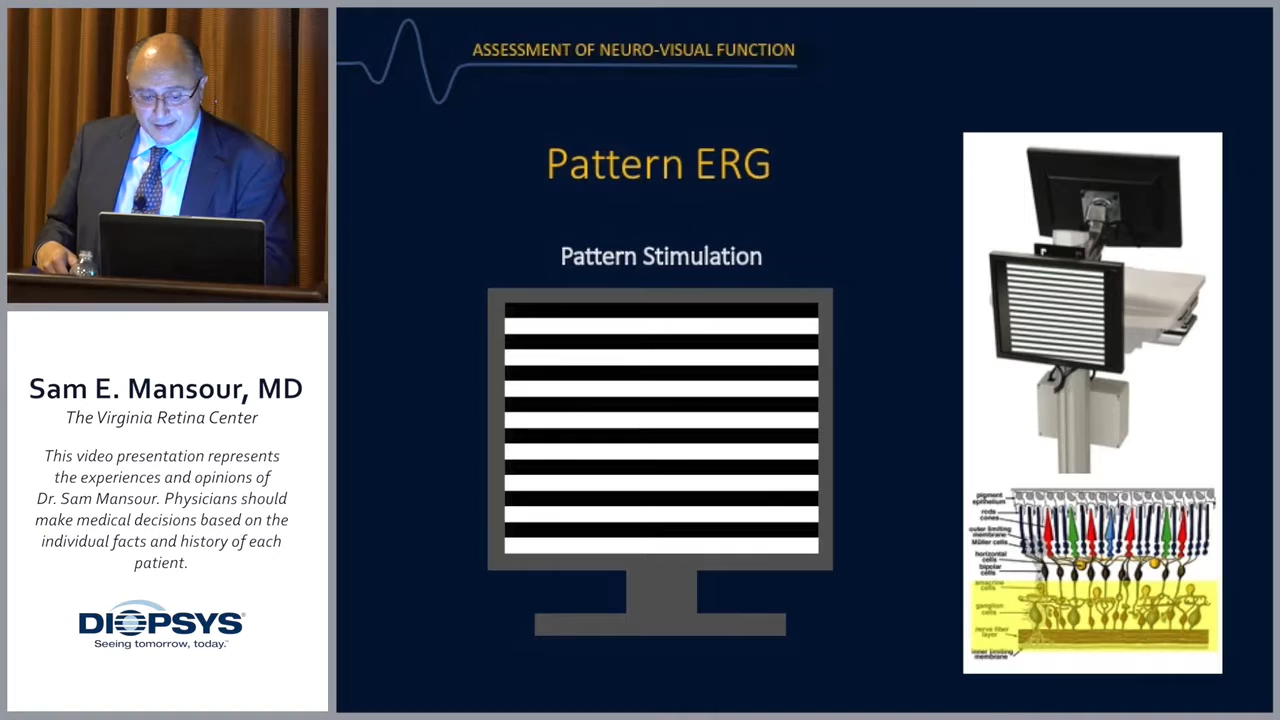 ASSESSMENT OF NEURO-VISUAL FUNCTION
Pattern ERG
Pattern Stimulation
Sam E. Mansour, MD
The Virginia Retina Center
This video presentation represents
the experiences and opinions of
Dr. Sam Mansour. Physicians should
make medical decisions based on the
individual facts and history of each
patient.
DIOPSYS®
Seeing tomorrow, today.™
pigment
epithelium
rods
cones
outer limiting
membrane
Müller cells
horizontal
cells
bipolar
cells
amacrine
cells
ganglion
cells
nerve fiber
layer
inner limiting
membrane